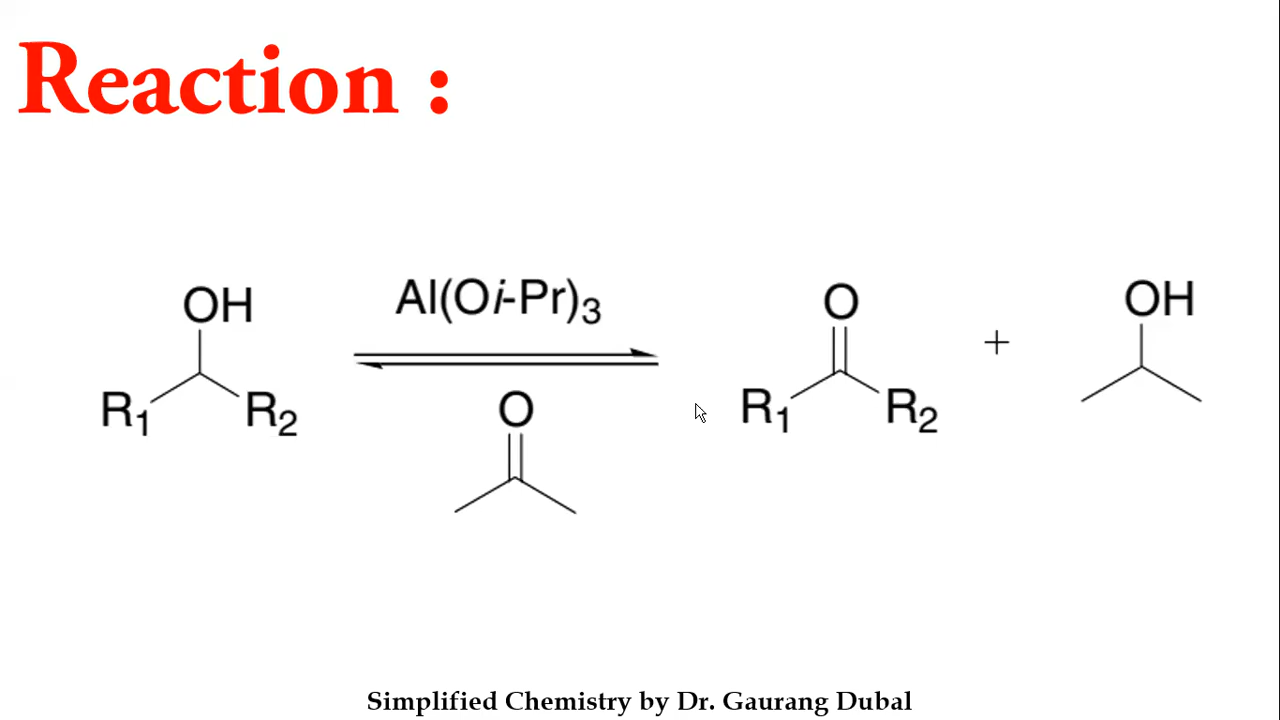 Reaction :
OH
R1 R2
Al(Oi-Pr)3
O
O
R1 R2
+
OH
Simplified Chemistry by Dr. Gaurang Dubal